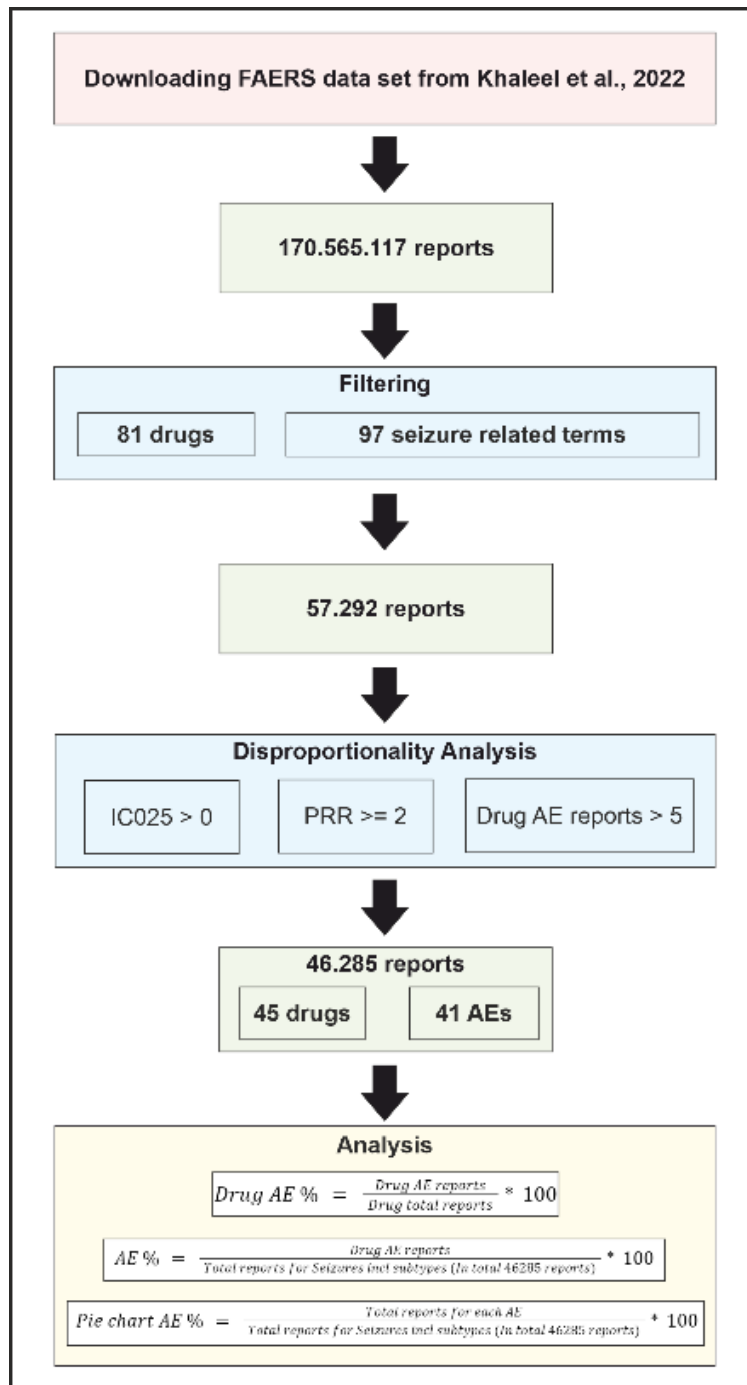 Downloading FAERS data set from Khaleel et al., 2022
170.565.117 reports
Filtering
81 drugs
97 seizure related terms
57.292 reports
Disproportionality Analysis
IC025 > 0
PRR >= 2
Drug AE reports > 5
46.285 reports
45 drugs
41 AEs
Analysis
Drug AE % = Drug AE reports / Drug total reports * 100
AE % = Drug AE reports / Total reports for Seizures incl subtypes (In total 46285 reports) * 100
Pie chart AE % = Total reports for each AE / Total reports for Seizures incl subtypes (In total 46285 reports) * 100